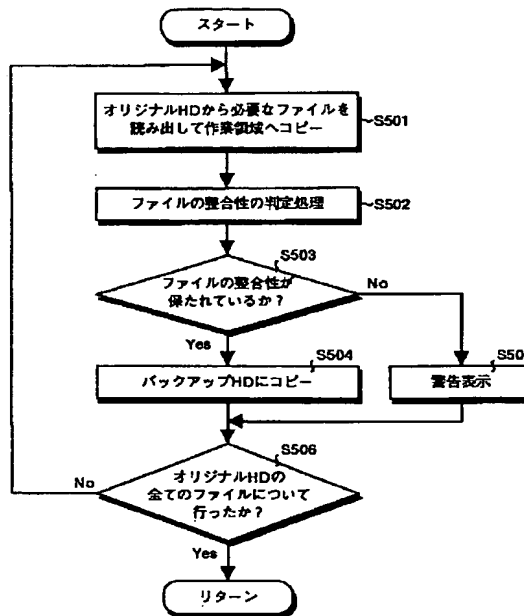 スタート
オリジナルHDから必要なファイルを
読み出して作業領域へコピー
S501
ファイルの整合性の判定処理
S502
S503
ファイルの整合性が
保たれているか？
No
Yes
S504
バックアップHDにコピー
S50
警告表示
S506
オリジナルHDの
全てのファイルについて
行ったか？
No
Yes
リターン